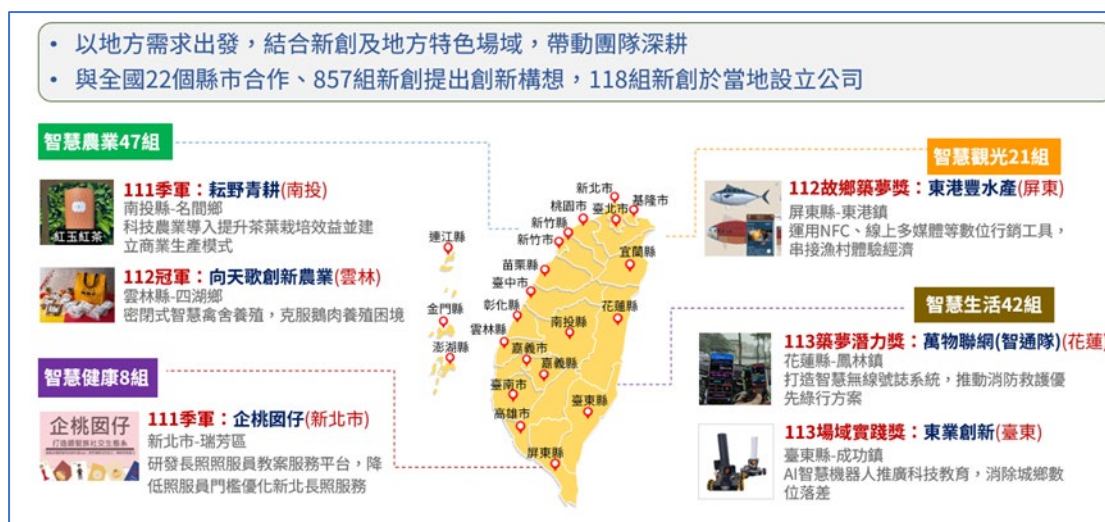 以地方需求出發，結合新創及地方特色場域，帶動團隊深耕
與全國22個縣市合作、857組新創提出創新構想，118組新創於當地設立公司
智慧農業47組
紅玉紅茶
111季軍：耘野青耕(南投)
南投縣-名間鄉
科技農業導入提升茶葉栽培效益並建
立商業生產模式
112冠軍：向天歌創新農業(雲林)
雲林縣-四湖鄉
密閉式智慧禽舍養殖，克服鵝肉養殖困境
智慧健康8組
企桃囡仔
打造銀髮族社交生態系
111季軍：企桃囡仔(新北市)
新北市-瑞芳區
研發長照照服員教案服務平台，降
低照服員門檻優化新北長照服務
新北市
基隆市
桃園市
臺北市
新竹縣
新竹市
連江縣
宜蘭縣
苗栗縣
臺中市
金門縣
彰化縣
花蓮縣
南投縣
雲林縣
澎湖縣
嘉義市
嘉義縣
臺南市
高雄市
臺東縣
屏東縣
智慧觀光21組
112故鄉築夢獎：東港豐水產(屏東)
屏東縣-東港鎮
運用NFC、線上多媒體等數位行銷工具，
串接漁村體驗經濟
智慧生活42組
113築夢潛力獎：萬物聯網(智通隊)(花蓮)
花蓮縣-鳳林鎮
打造智慧無線號誌系統，推動消防救護優
先綠行方案
113場域實踐獎：東業創新(臺東)
臺東縣-成功鎮
AI智慧機器人推廣科技教育，消除城鄉數
位落差